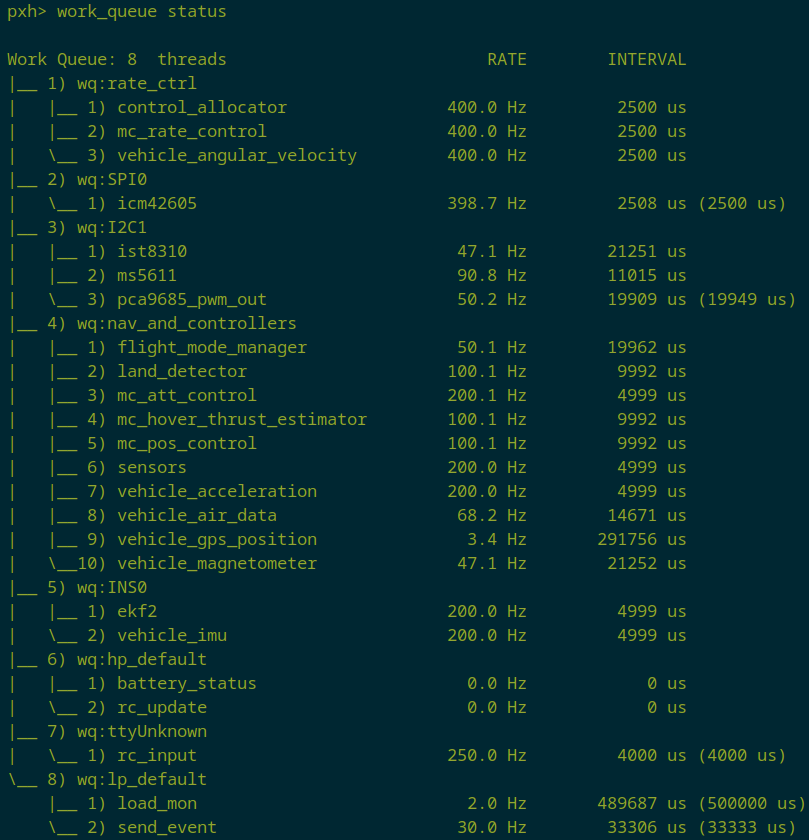 pxh> work_queue status
Work Queue: 8  threads                          RATE        INTERVAL
|__ 1) wq:rate_ctrl
|   |__ 1) control_allocator                400.0 Hz         2500 us
|   |__ 2) mc_rate_control                  400.0 Hz         2500 us
|   \__ 3) vehicle_angular_velocity         400.0 Hz         2500 us
|__ 2) wq:SPI0
|   \__ 1) icm42605                         398.7 Hz         2508 us (2500 us)
|__ 3) wq:I2C1
|   |__ 1) ist8310                           47.1 Hz        21251 us
|   |__ 2) ms5611                            90.8 Hz        11015 us
|   \__ 3) pca9685_pwm_out                   50.2 Hz        19909 us (19949 us)
|__ 4) wq:nav_and_controllers
|   |__ 1) flight_mode_manager               50.1 Hz        19962 us
|   |__ 2) land_detector                    100.1 Hz         9992 us
|   |__ 3) mc_att_control                   200.1 Hz         4999 us
|   |__ 4) mc_hover_thrust_estimator        100.1 Hz         9992 us
|   |__ 5) mc_pos_control                   100.1 Hz         9992 us
|   |__ 6) sensors                          200.0 Hz         4999 us
|   |__ 7) vehicle_acceleration             200.0 Hz         4999 us
|   |__ 8) vehicle_air_data                  68.2 Hz        14671 us
|   |__ 9) vehicle_gps_position               3.4 Hz       291756 us
|   \__10) vehicle_magnetometer              47.1 Hz        21252 us
|__ 5) wq:INS0
|   |__ 1) ekf2                             200.0 Hz         4999 us
|   \__ 2) vehicle_imu                      200.0 Hz         4999 us
|__ 6) wq:hp_default
|   |__ 1) battery_status                     0.0 Hz            0 us
|   \__ 2) rc_update                          0.0 Hz            0 us
|__ 7) wq:ttyUnknown
|   \__ 1) rc_input                         250.0 Hz         4000 us (4000 us)
\__ 8) wq:lp_default
    |__ 1) load_mon                           2.0 Hz       489687 us (500000 us)
    \__ 2) send_event                        30.0 Hz        33306 us (33333 us)